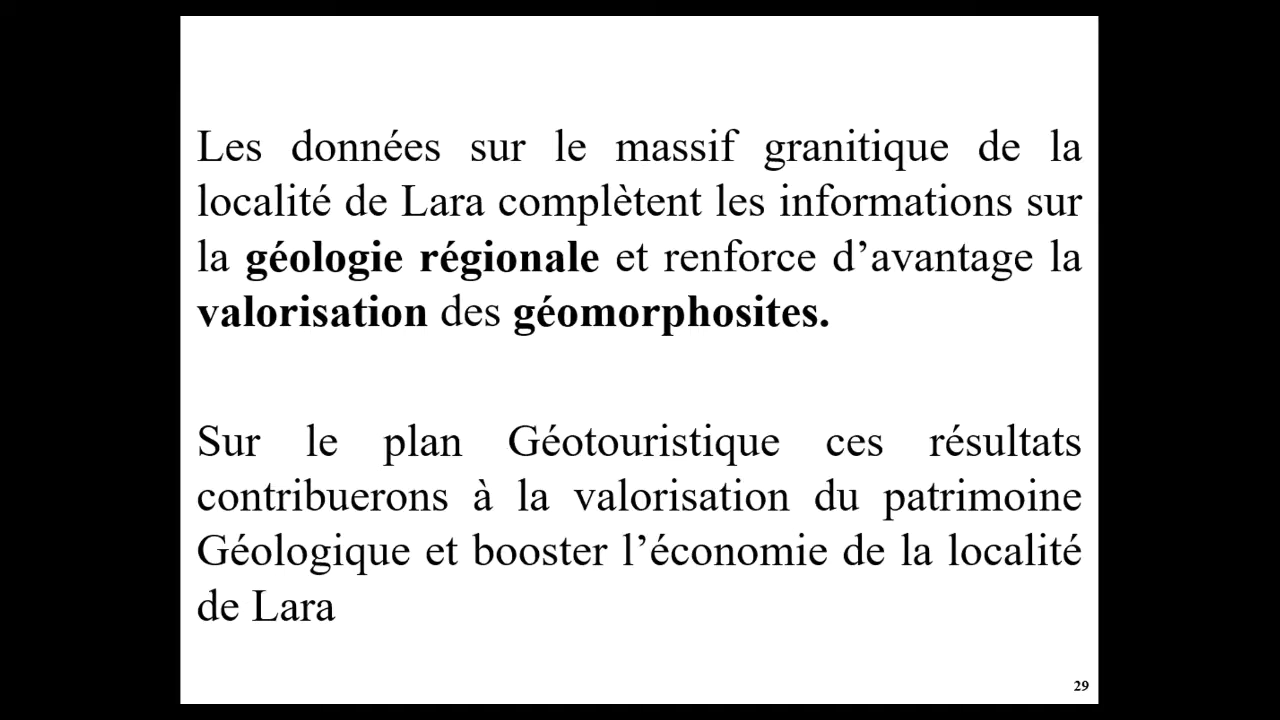 Les données sur le massif granitique de la
localité de Lara complètent les informations sur
la géologie régionale et renforce d’avantage la
valorisation des géomorphosites.
Sur le plan Géotouristique ces résultats
contribuerons à la valorisation du patrimoine
Géologique et booster l’économie de la localité
de Lara
29